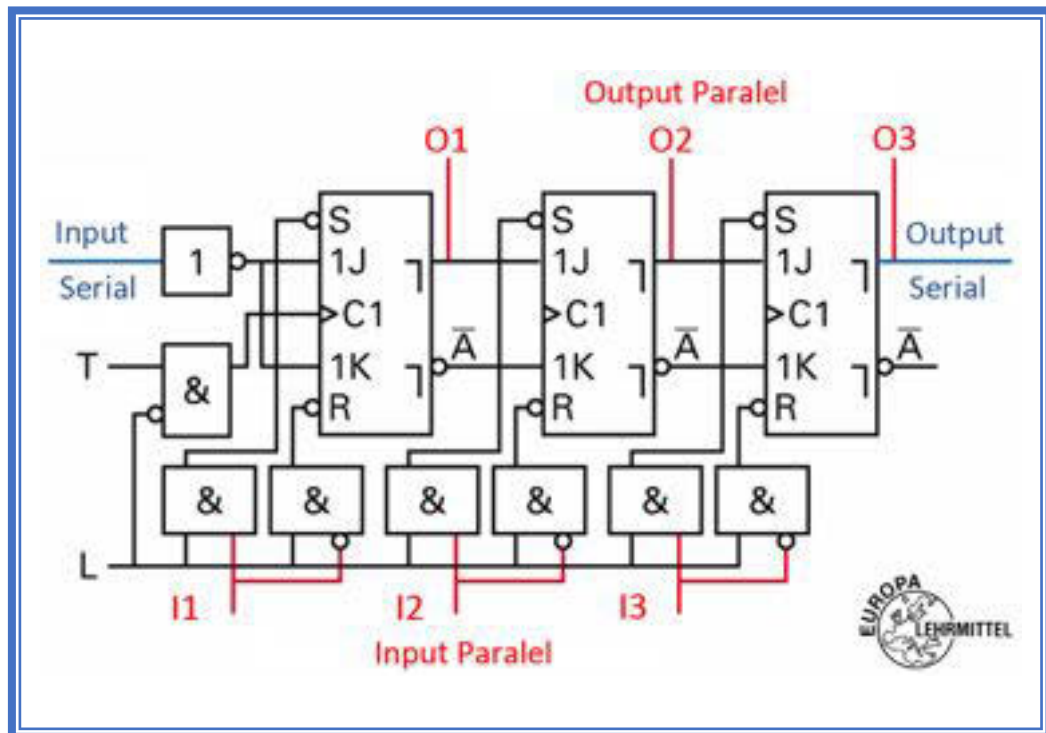 Output Paralel
O1 O2 O3
Input Serial
1
S 1J C1 1K R
A̅
S 1J C1 1K R
A̅
S 1J C1 1K R
A̅
Output Serial
T
&
& & & & & &
L
I1 I2 I3
Input Paralel
EUROPA
LEHRMITTEL